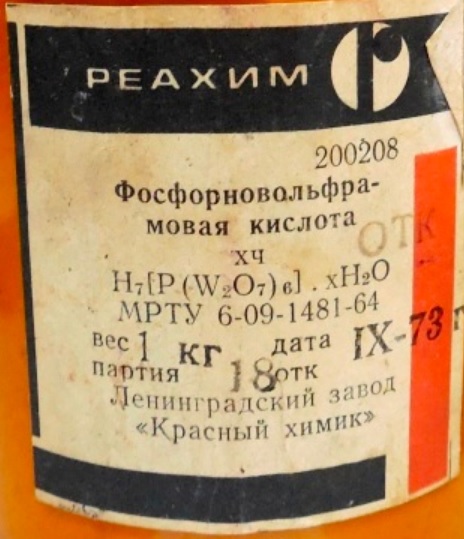 РЕАХИМ
200208
Фосфорновольфра-
мовая кислота
ОТК
хч
H₇[P(W₂O₇)₆] . xH₂O
МРТУ 6-09-1481-64
вес 1 кг дата IX-73 г
партия 18 отк
Ленинградский завод
«Красный химик»